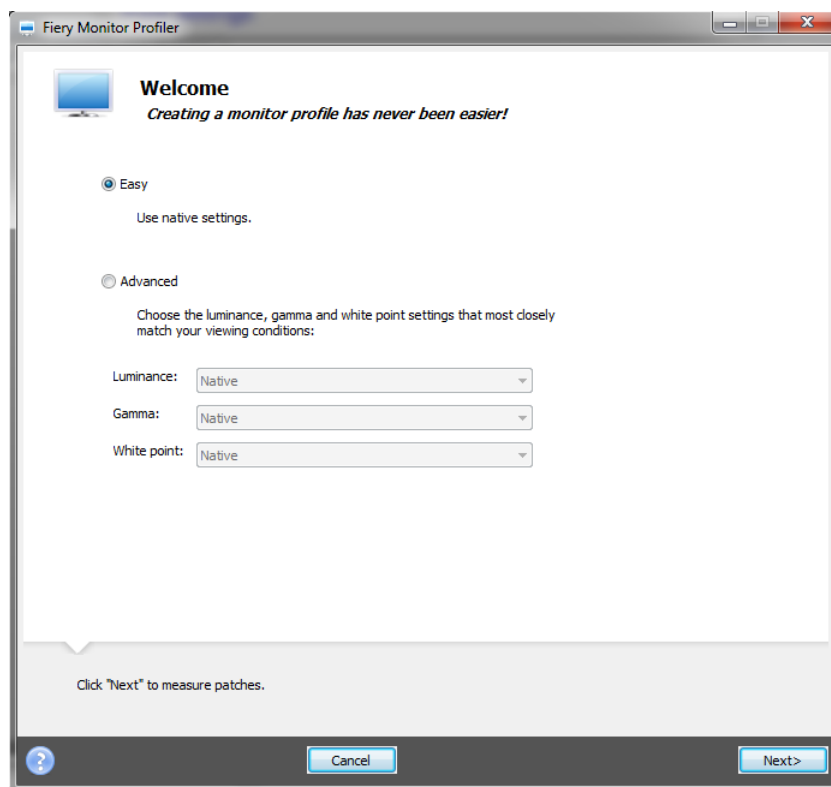 Fiery Monitor Profiler
Welcome
Creating a monitor profile has never been easier!
Easy
Use native settings.
Advanced
Choose the luminance, gamma and white point settings that most closely
match your viewing conditions:
Luminance: Native
Gamma: Native
White point: Native
Click "Next" to measure patches.
?
Cancel
Next>